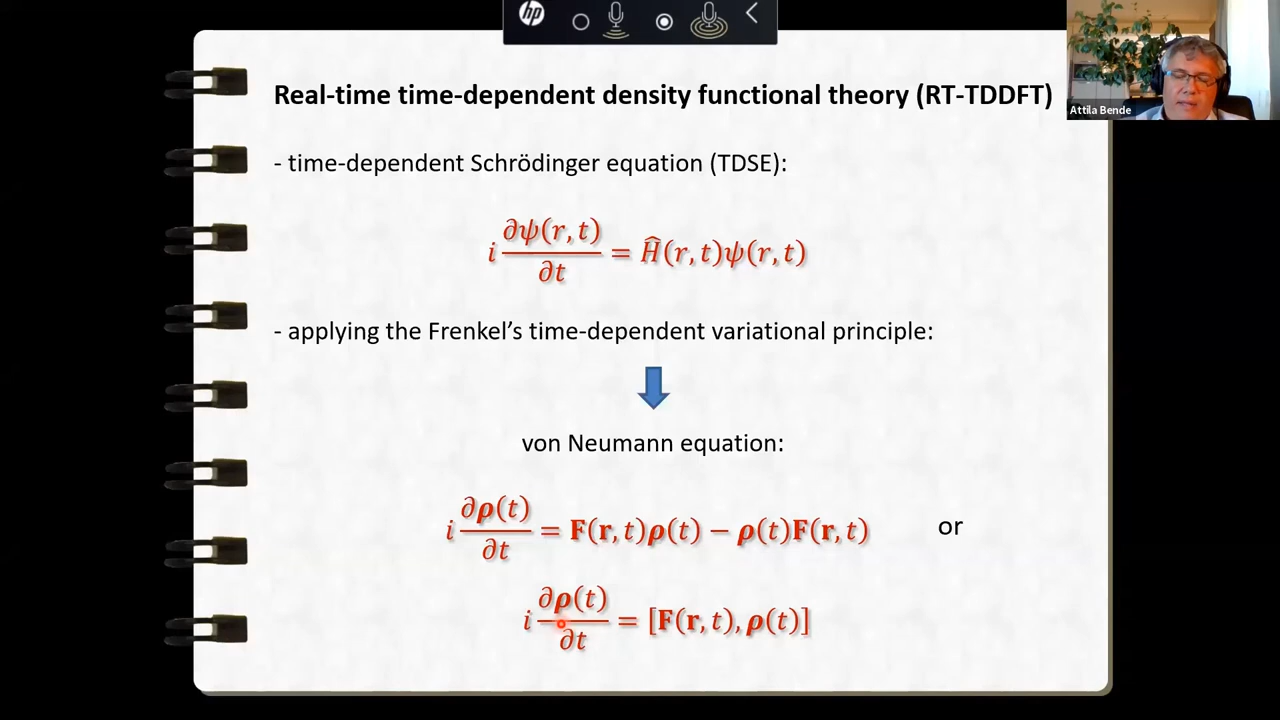 hp
Real-time time-dependent density functional theory (RT-TDDFT)
Attila Bende
- time-dependent Schrödinger equation (TDSE):
i ∂ψ(r, t)/∂t = Ĥ(r, t)ψ(r, t)
- applying the Frenkel’s time-dependent variational principle:
von Neumann equation:
i ∂ρ(t)/∂t = F(r, t)ρ(t) − ρ(t)F(r, t) or
i ∂ρ(t)/∂t = [F(r, t), ρ(t)]